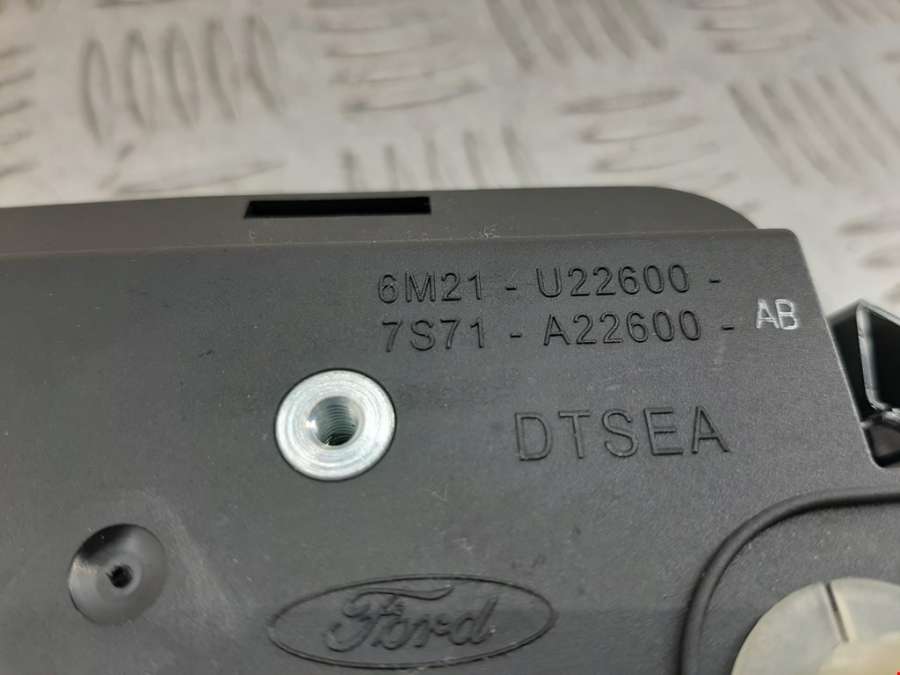 6M21 - U22600 -
7S71 - A22600 - AB
DTSEA
Ford